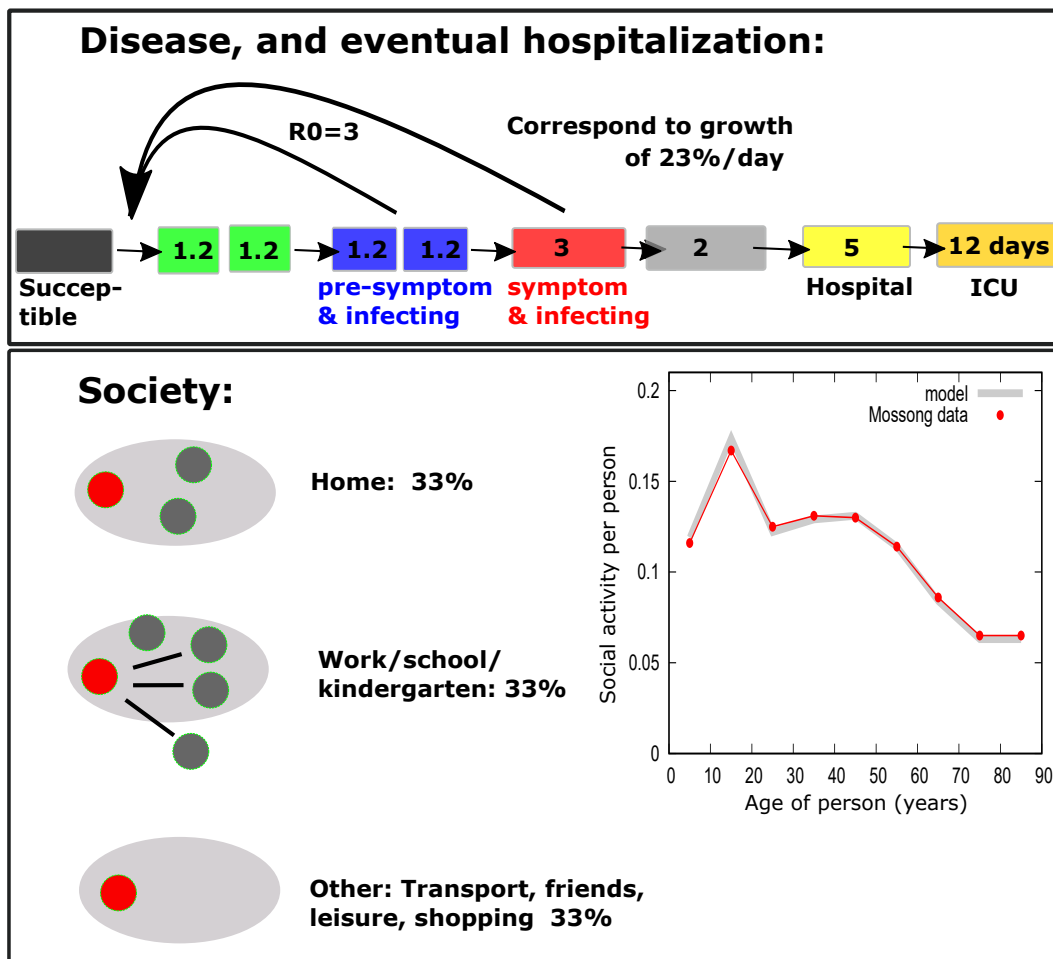 Disease, and eventual hospitalization:
R0=3
Correspond to growth
of 23%/day
1.2 1.2 1.2 1.2 3 2 5 12 days
Succep-
tible
pre-symptom
& infecting
symptom
& infecting
Hospital
ICU
Society:
Home: 33%
Work/school/
kindergarten: 33%
Other: Transport, friends,
leisure, shopping 33%
model
Mossong data
Social activity per person
0.2
0.15
0.1
0.05
0
0 10 20 30 40 50 60 70 80 90
Age of person (years)